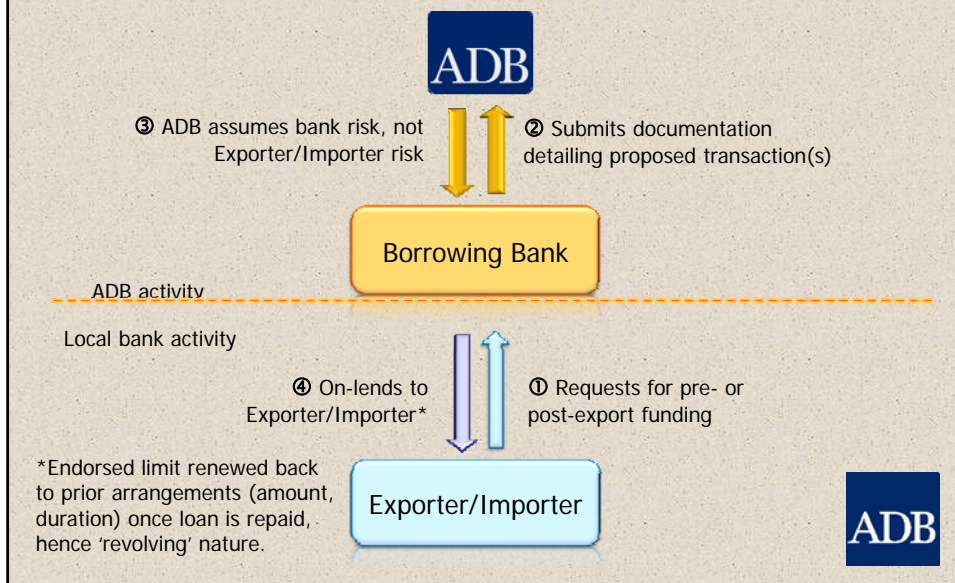 ADB
③ ADB assumes bank risk, not
Exporter/Importer risk
② Submits documentation
detailing proposed transaction(s)
Borrowing Bank
ADB activity
Local bank activity
④ On-lends to
Exporter/Importer*
① Requests for pre- or
post-export funding
*Endorsed limit renewed back
to prior arrangements (amount,
duration) once loan is repaid,
hence ‘revolving’ nature.
Exporter/Importer
ADB